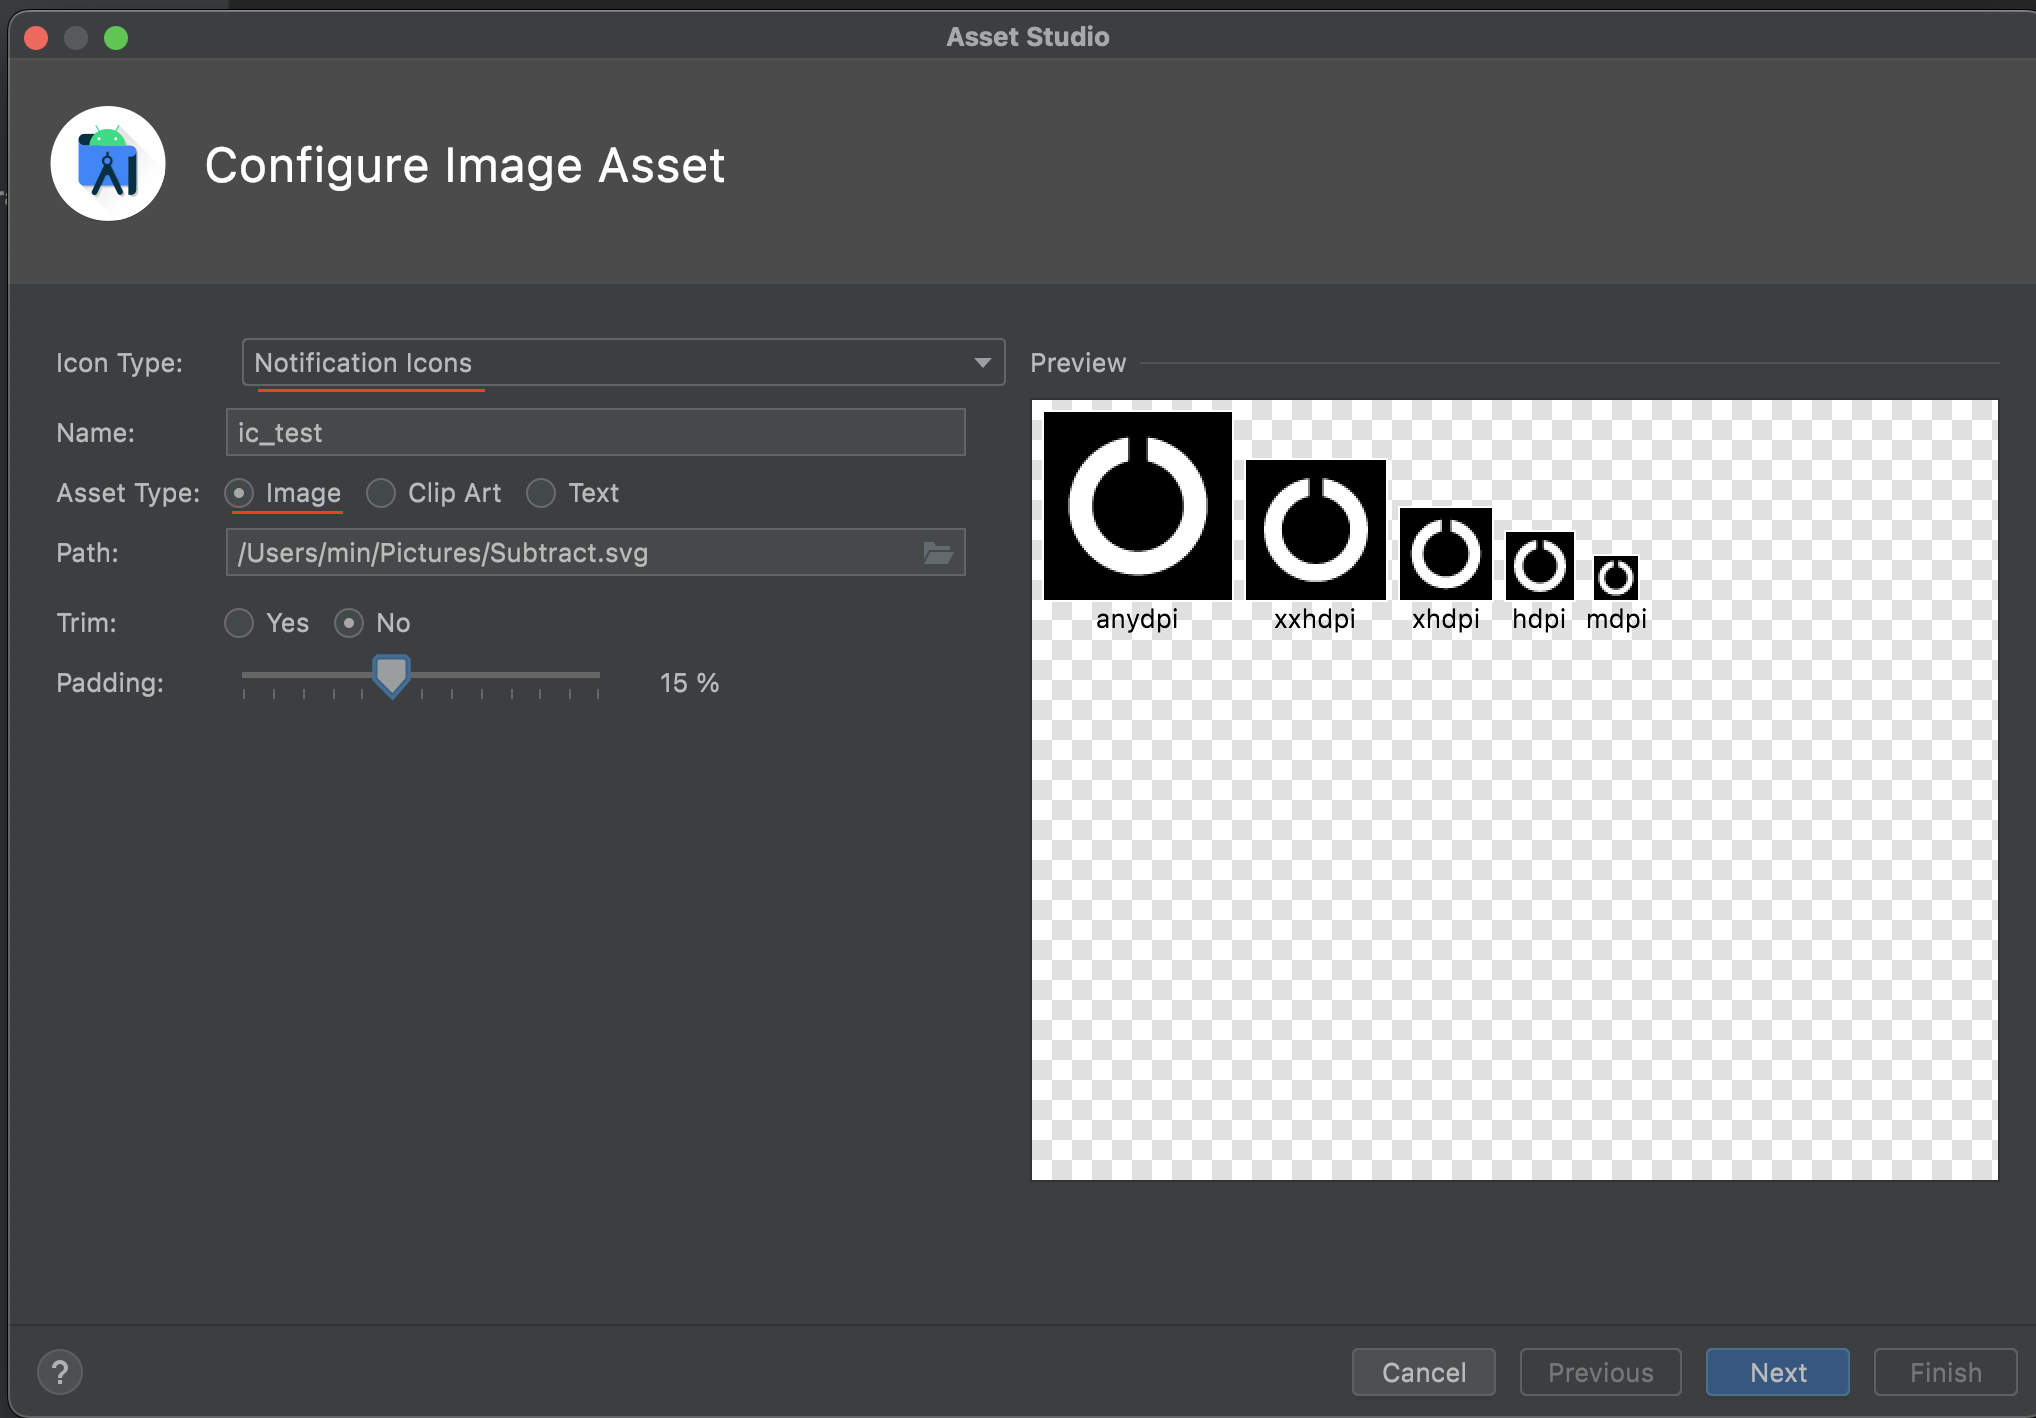 Asset Studio
Configure Image Asset
Icon Type: Notification Icons
Name: ic_test
Asset Type: Image Clip Art Text
Path: /Users/min/Pictures/Subtract.svg
Trim: Yes No
Padding: 15 %
Preview
anydpi xxhdpi xhdpi hdpi mdpi
? Cancel Previous Next Finish